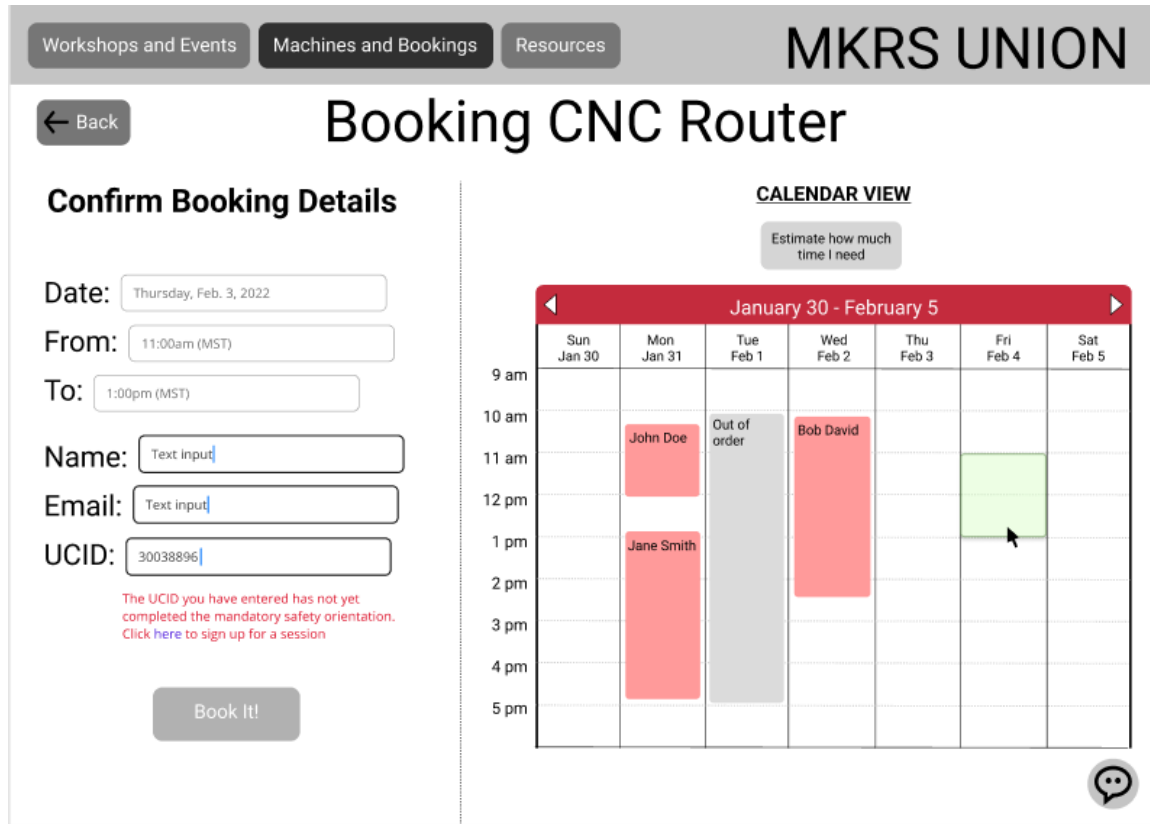 Workshops and Events
Machines and Bookings
Resources
MKRS UNION
Back
Booking CNC Router
Confirm Booking Details
Date: Thursday, Feb. 3, 2022
From: 11:00am (MST)
To: 1:00pm (MST)
Name: Text input
Email: Text input
UCID: 30038896
The UCID you have entered has not yet
completed the mandatory safety orientation.
Click here to sign up for a session
Book It!
CALENDAR VIEW
Estimate how much
time I need
January 30 - February 5
Sun Mon Tue Wed Thu Fri Sat
Jan 30 Jan 31 Feb 1 Feb 2 Feb 3 Feb 4 Feb 5
9 am
10 am
Out of
order
Bob David
John Doe
11 am
12 pm
1 pm
Jane Smith
2 pm
3 pm
4 pm
5 pm